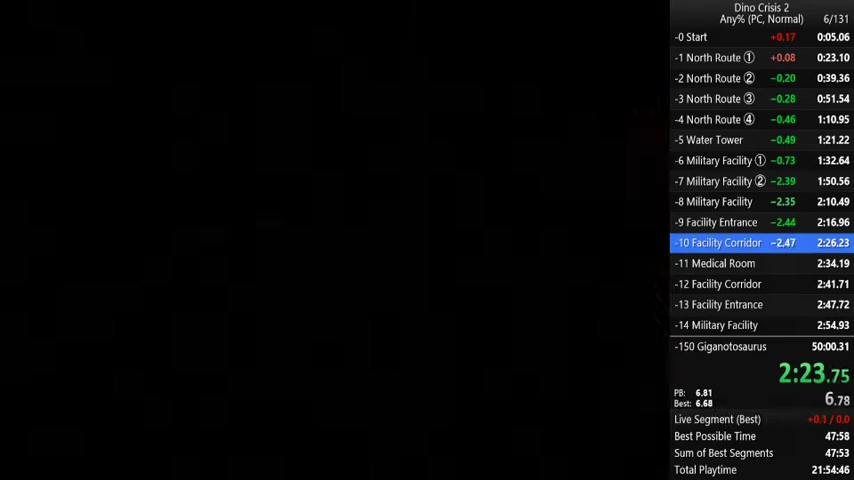 Dino Crisis 2
Any% (PC, Normal) 6/131
-0 Start +0.17 0:05.06
-1 North Route ① +0.08 0:23.10
-2 North Route ② −0.20 0:39.36
-3 North Route ③ −0.28 0:51.54
-4 North Route ④ −0.46 1:10.95
-5 Water Tower −0.49 1:21.22
-6 Military Facility ① −0.73 1:32.64
-7 Military Facility ② −2.39 1:50.56
-8 Military Facility −2.35 2:10.49
-9 Facility Entrance −2.44 2:16.96
-10 Facility Corridor −2.47 2:26.23
-11 Medical Room 2:34.19
-12 Facility Corridor 2:41.71
-13 Facility Entrance 2:47.72
-14 Military Facility 2:54.93
-150 Giganotosaurus 50:00.31
2:23.75
PB: 6.81
Best: 6.68 6.78
Live Segment (Best) +0.1 / 0.0
Best Possible Time 47:58
Sum of Best Segments 47:53
Total Playtime 21:54:46